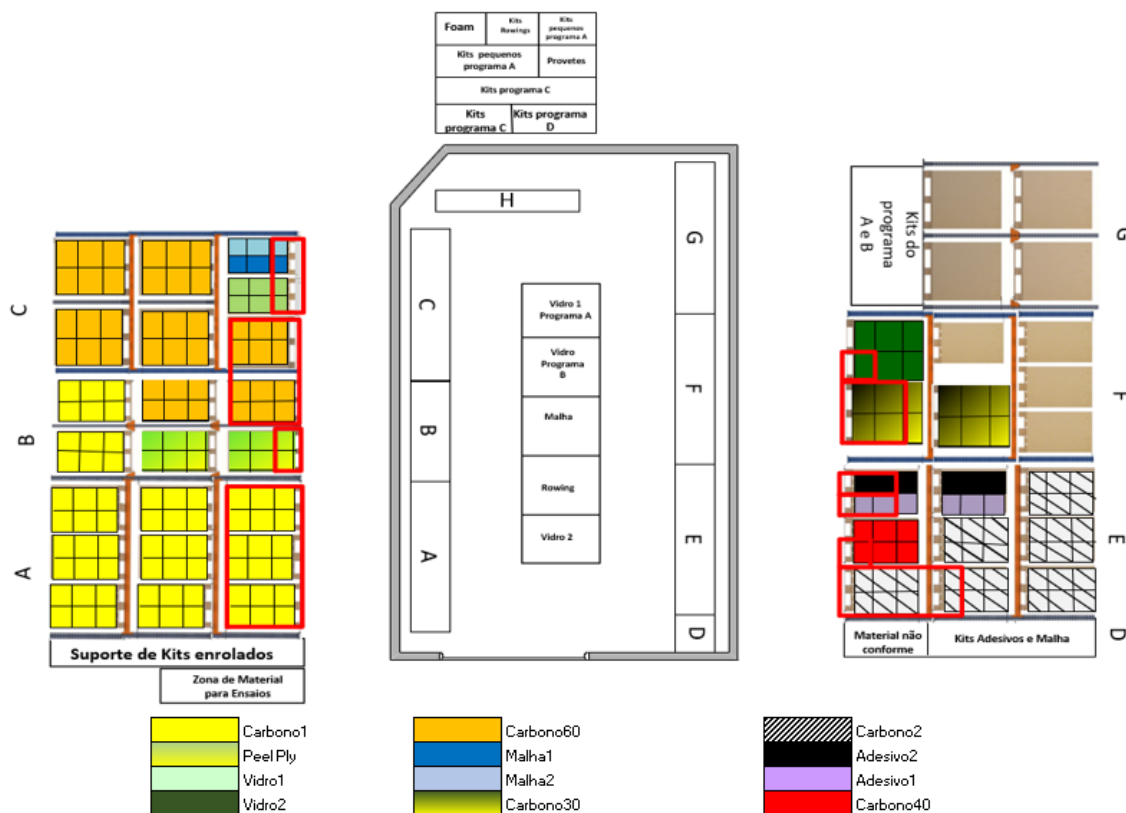 Foam
Kits
Rowings
Kits
pequenos
programa A
Kits pequenos
programa A
Provetes
Kits programa C
Kits
programa C
Kits programa
D
H
G
F
E
D
C
B
A
Vidro 1
Programa A
Vidro
Programa
B
Malha
Rowing
Vidro 2
C
B
A
Suporte de Kits enrolados
Zona de Material
para Ensaios
Kits do
programa
A e B
G
F
E
D
Material não
conforme
Kits Adesivos e Malha
Carbono1
Peel Ply
Vidro1
Vidro2
Carbono60
Malha1
Malha2
Carbono30
Carbono2
Adesivo2
Adesivo1
Carbono40